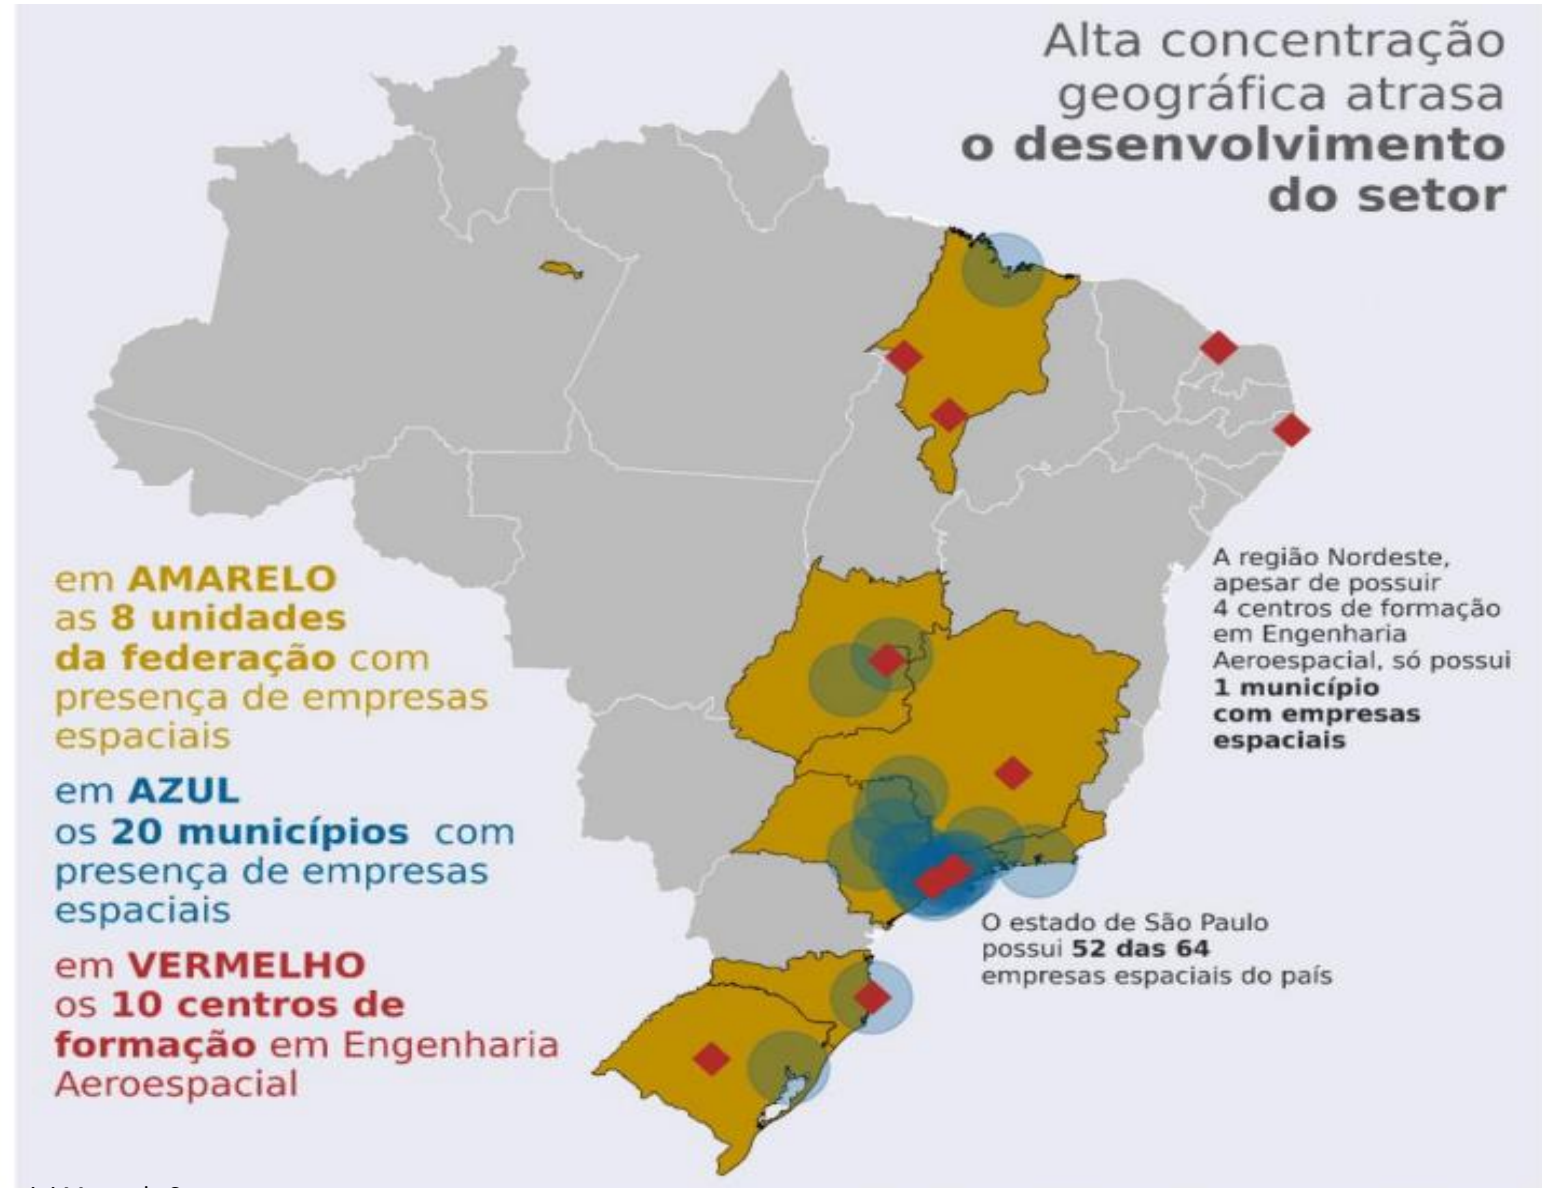 Alta concentração
geográfica atrasa
o desenvolvimento
do setor
em AMARELO
as 8 unidades
da federação com
presença de empresas
espaciais
em AZUL
os 20 municípios com
presença de empresas
espaciais
em VERMELHO
os 10 centros de
formação em Engenharia
Aeroespacial
A região Nordeste,
apesar de possuir
4 centros de formação
em Engenharia
Aeroespacial, só possui
1 município
com empresas
espaciais
O estado de São Paulo
possui 52 das 64
empresas espaciais do país